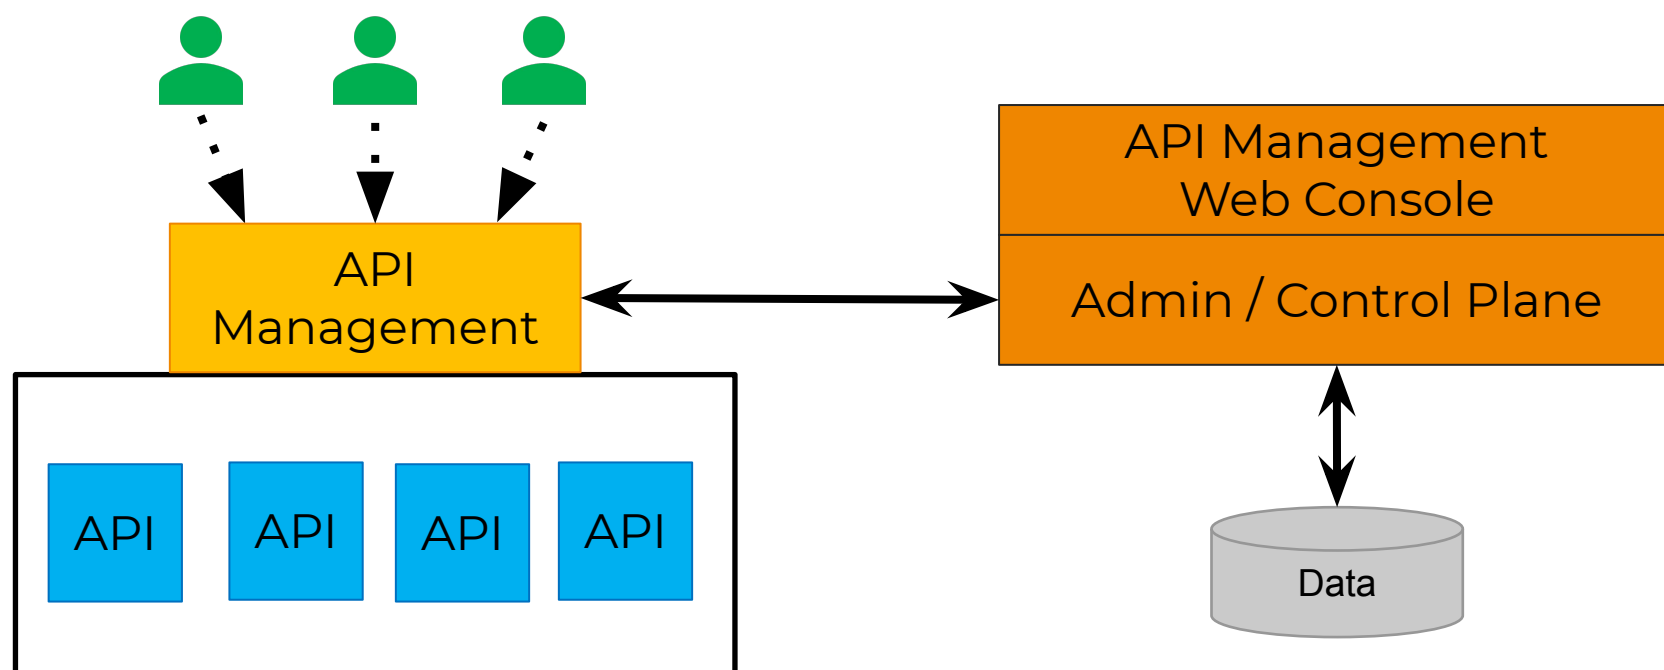 API Management
Web Console
API
Management
Admin / Control Plane
API
API
API
API
Data